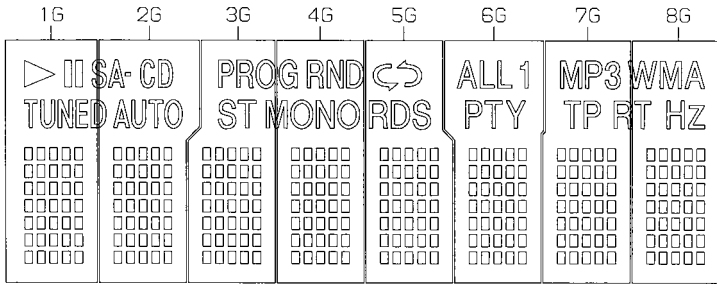 1G 2G 3G 4G 5G 6G 7G 8G
SA-CD PROG RND ALL 1 MP3 WMA
TUNED AUTO ST MONO RDS PTY TP RT Hz